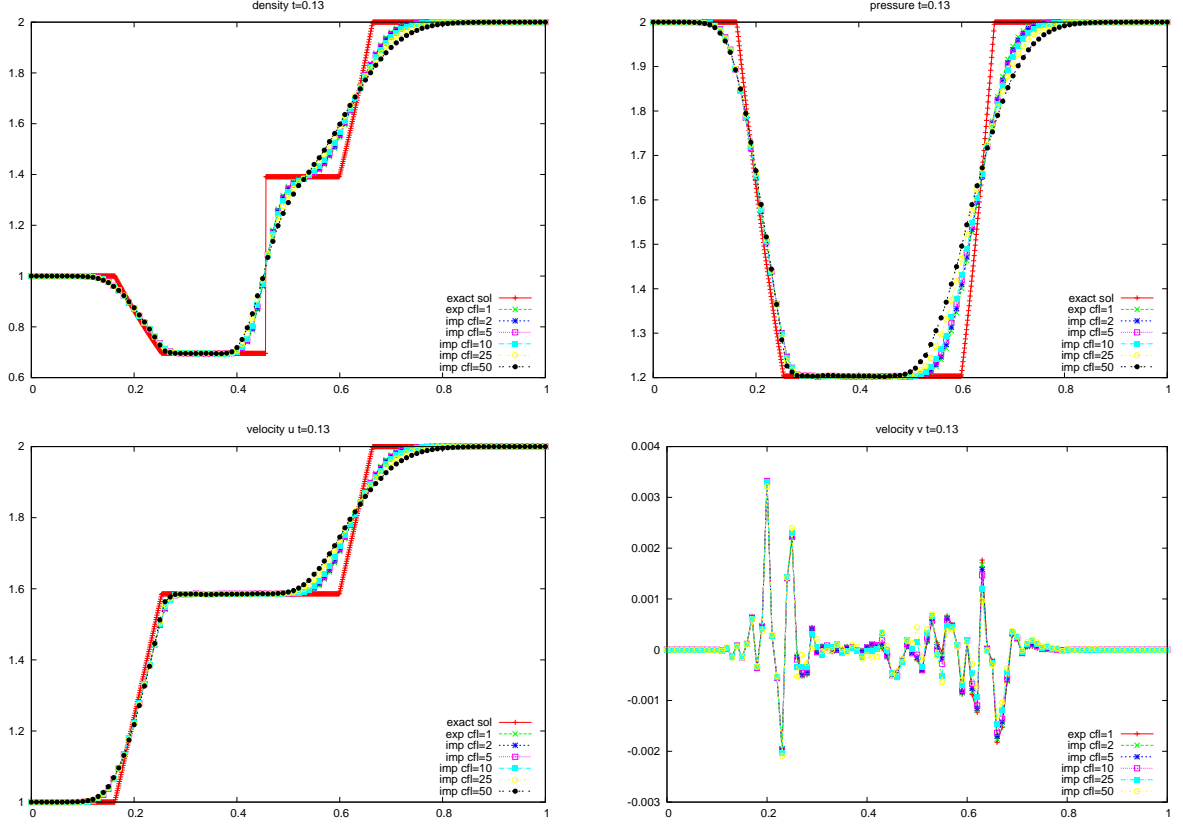 density t=0.13
2
1.8
1.6
1.4
1.2
1
0.8
0.6
0 0.2 0.4 0.6 0.8 1
exact sol
exp cfl=1
imp cfl=2
imp cfl=5
imp cfl=10
imp cfl=25
imp cfl=50
pressure t=0.13
2
1.9
1.8
1.7
1.6
1.5
1.4
1.3
1.2
0 0.2 0.4 0.6 0.8 1
exact sol
exp cfl=1
imp cfl=2
imp cfl=5
imp cfl=10
imp cfl=25
imp cfl=50
velocity u t=0.13
2
1.8
1.6
1.4
1.2
1
0 0.2 0.4 0.6 0.8 1
exact sol
exp cfl=1
imp cfl=2
imp cfl=5
imp cfl=10
imp cfl=25
imp cfl=50
velocity v t=0.13
0.004
0.003
0.002
0.001
0
-0.001
-0.002
-0.003
0 0.2 0.4 0.6 0.8 1
exp cfl=1
imp cfl=2
imp cfl=5
imp cfl=10
imp cfl=25
imp cfl=50